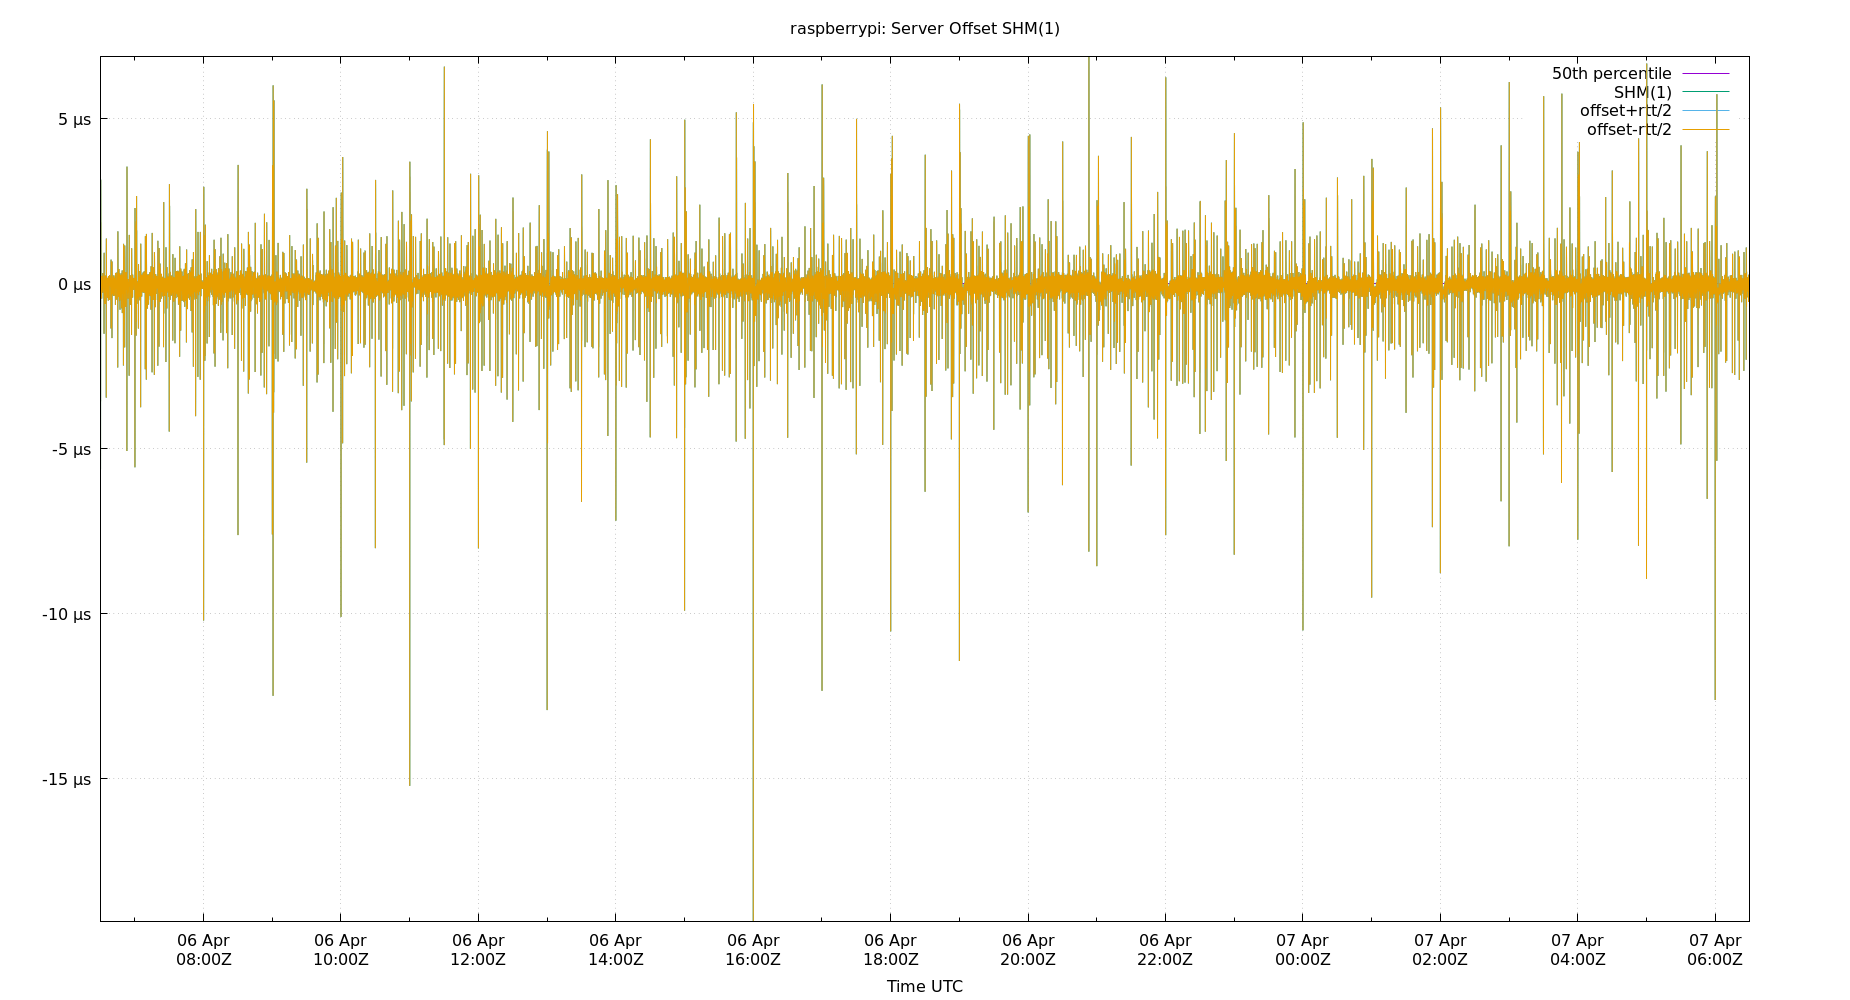 raspberrypi: Server Offset SHM(1)
50th percentile
SHM(1)
offset+rtt/2
offset-rtt/2
5 µs
0 µs
-5 µs
-10 µs
-15 µs
06 Apr 06 Apr 06 Apr 06 Apr 06 Apr 06 Apr 06 Apr 06 Apr 07 Apr 07 Apr 07 Apr 07 Apr
08:00Z 10:00Z 12:00Z 14:00Z 16:00Z 18:00Z 20:00Z 22:00Z 00:00Z 02:00Z 04:00Z 06:00Z
Time UTC